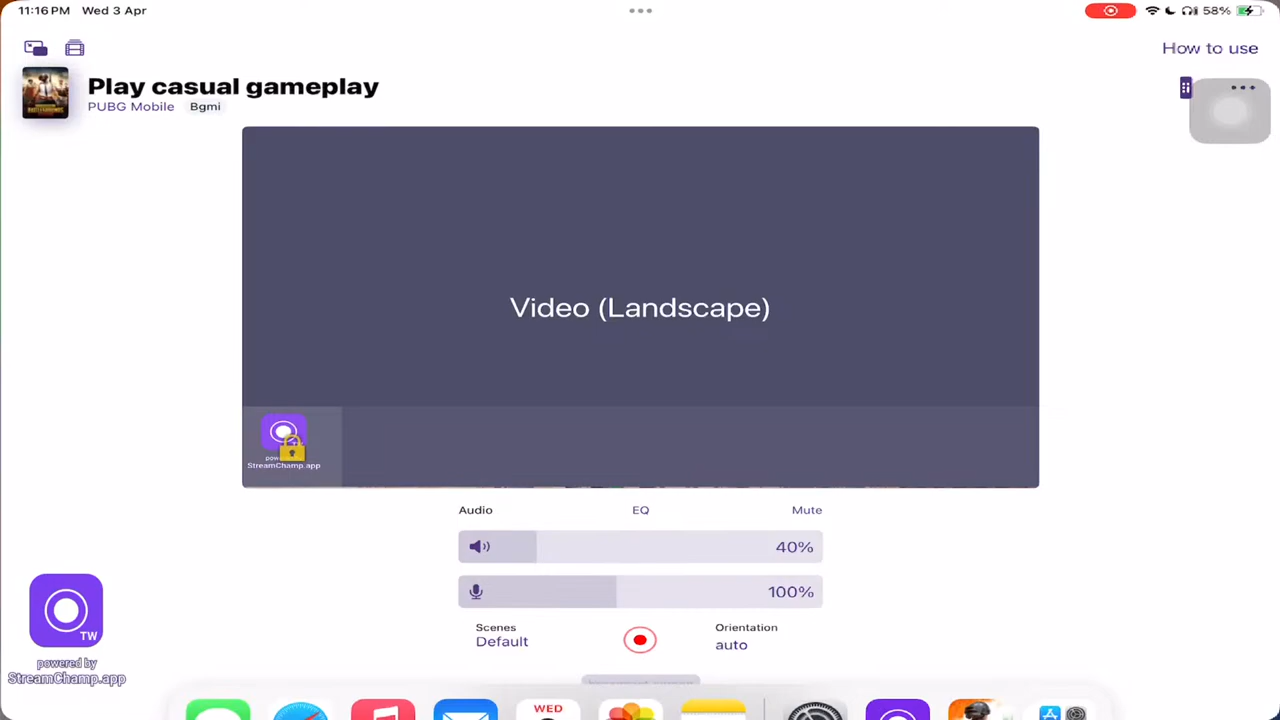 11:16 PM Wed 3 Apr
58%
How to use
Play casual gameplay
PUBG Mobile Bgmi
Video (Landscape)
StreamChamp.app
Audio EQ Mute
40%
100%
Scenes
Default
Orientation
auto
TW
powered by
StreamChamp.app
WED